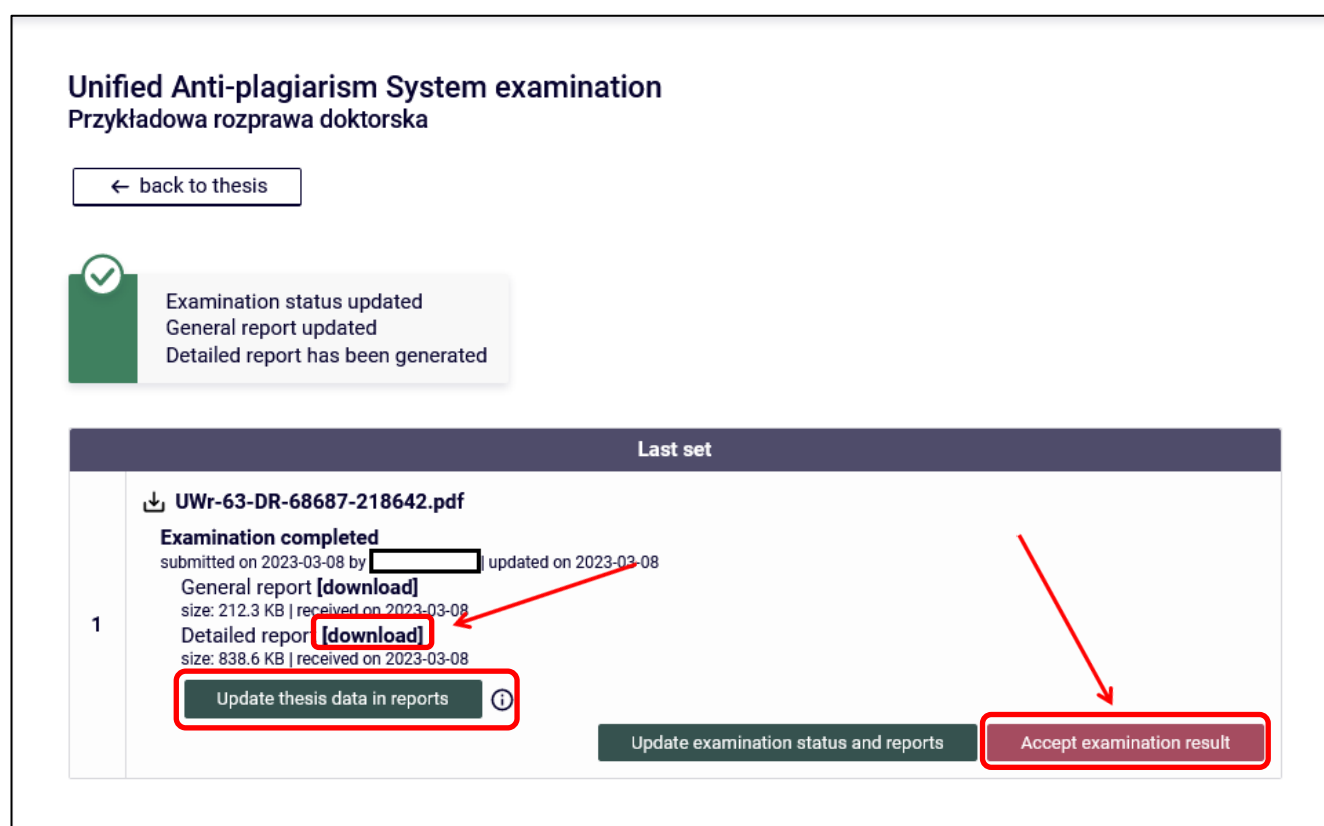 Unified Anti-plagiarism System examination
Przykładowa rozprawa doktorska
← back to thesis
Examination status updated
General report updated
Detailed report has been generated
Last set
UWr-63-DR-68687-218642.pdf
Examination completed
submitted on 2023-03-08 by | updated on 2023-03-08
General report [download]
size: 212.3 KB | received on 2023-03-08
1
Detailed report [download]
size: 838.6 KB | received on 2023-03-08
Update thesis data in reports
Update examination status and reports
Accept examination result